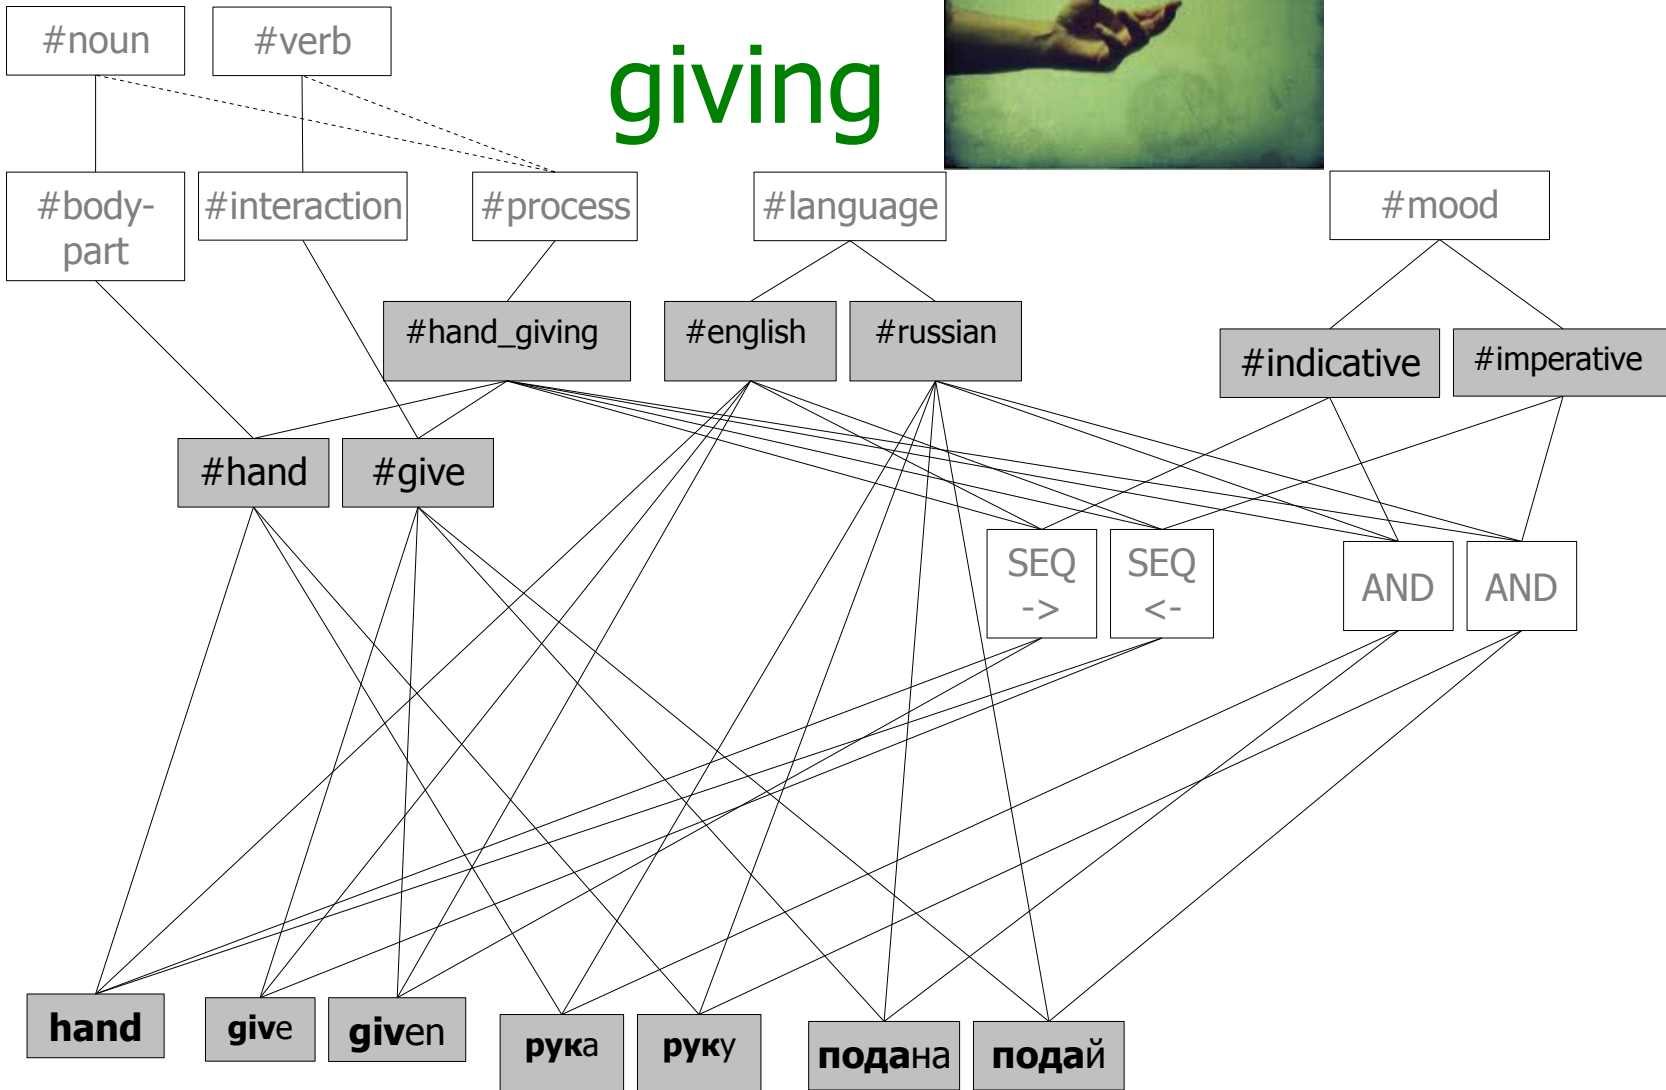 #noun
#verb
giving
#body-
part
#interaction
#process
#language
#mood
#hand_giving
#english
#russian
#indicative
#imperative
#hand
#give
SEQ
->
SEQ
<-
AND
AND
hand
give
given
рука
руку
подана
подай